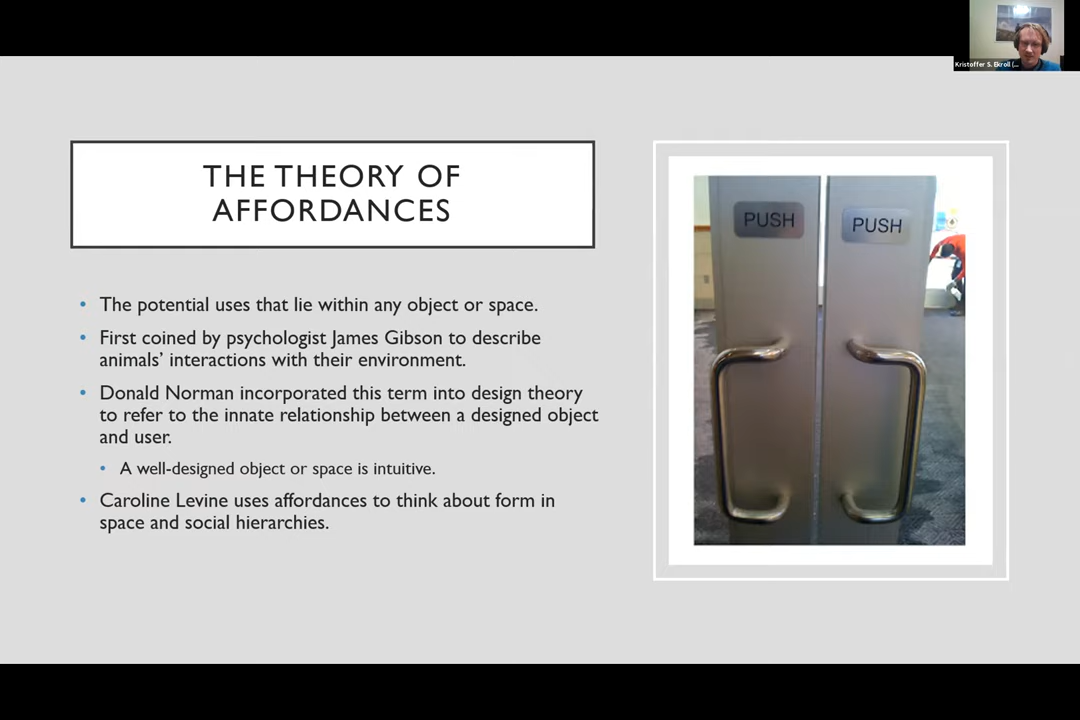 Kristoffer S. Ekroll (...
THE THEORY OF
AFFORDANCES
• The potential uses that lie within any object or space.
• First coined by psychologist James Gibson to describe
animals’ interactions with their environment.
• Donald Norman incorporated this term into design theory
to refer to the innate relationship between a designed object
and user.
• A well-designed object or space is intuitive.
• Caroline Levine uses affordances to think about form in
space and social hierarchies.
PUSH
PUSH